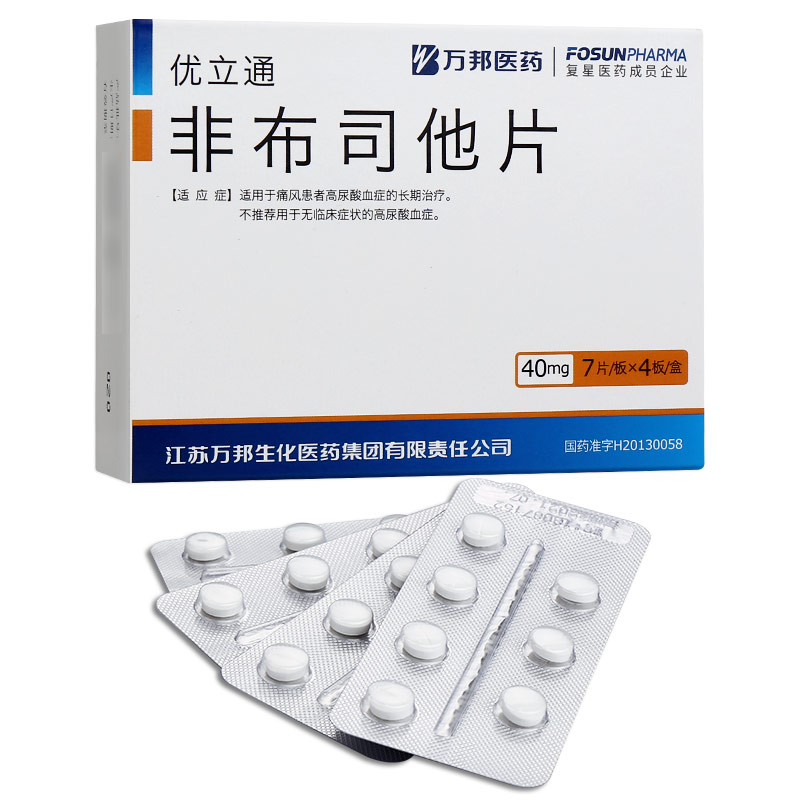 优立通
万邦医药
FOSUNPHARMA
复星医药成员企业
非布司他片
【适 应 症】适用于痛风患者高尿酸血症的长期治疗。
不推荐用于无临床症状的高尿酸血症。
40mg 7片/板×4板/盒
江苏万邦生化医药集团有限责任公司
国药准字H20130058
020